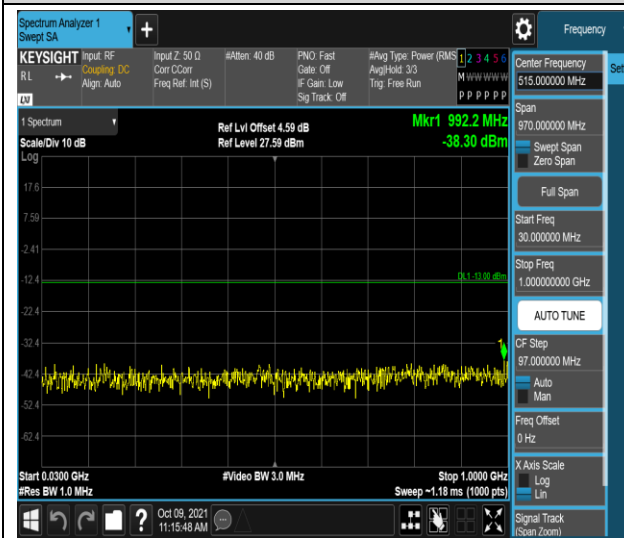 Spectrum Analyzer 1
Swept SA
+
Frequency
KEYSIGHT
RL
LXI
Input: RF
Coupling: DC
Align: Auto
Input Z: 50 Ω
Corr CCorr
Freq Ref: Int (S)
#Atten: 40 dB
PNO: Fast
Gate: Off
IF Gain: Low
Sig Track: Off
#Avg Type: Power (RMS
Avg|Hold: 3/3
Trig: Free Run
1 2 3 4 5 6
M W W W W W
P P P P P P
1 Spectrum
Scale/Div 10 dB
Log
Ref Lvl Offset 4.59 dB
Ref Level 27.59 dBm
Mkr1 992.2 MHz
-38.30 dBm
17.6
7.59
-2.41
-12.4
DL1 -13.00 dBm
-22.4
-32.4
1
-42.4
-52.4
-62.4
Start 0.0300 GHz
#Res BW 1.0 MHz
#Video BW 3.0 MHz
Stop 1.0000 GHz
Sweep ~1.18 ms (1000 pts)
?
Oct 09, 2021
11:15:48 AM
Center Frequency
515.000000 MHz
Set
Span
970.000000 MHz
Swept Span
Zero Span
Full Span
Start Freq
30.000000 MHz
Stop Freq
1.000000000 GHz
AUTO TUNE
CF Step
97.000000 MHz
Auto
Man
Freq Offset
0 Hz
X Axis Scale
Log
Lin
Signal Track
(Span Zoom)